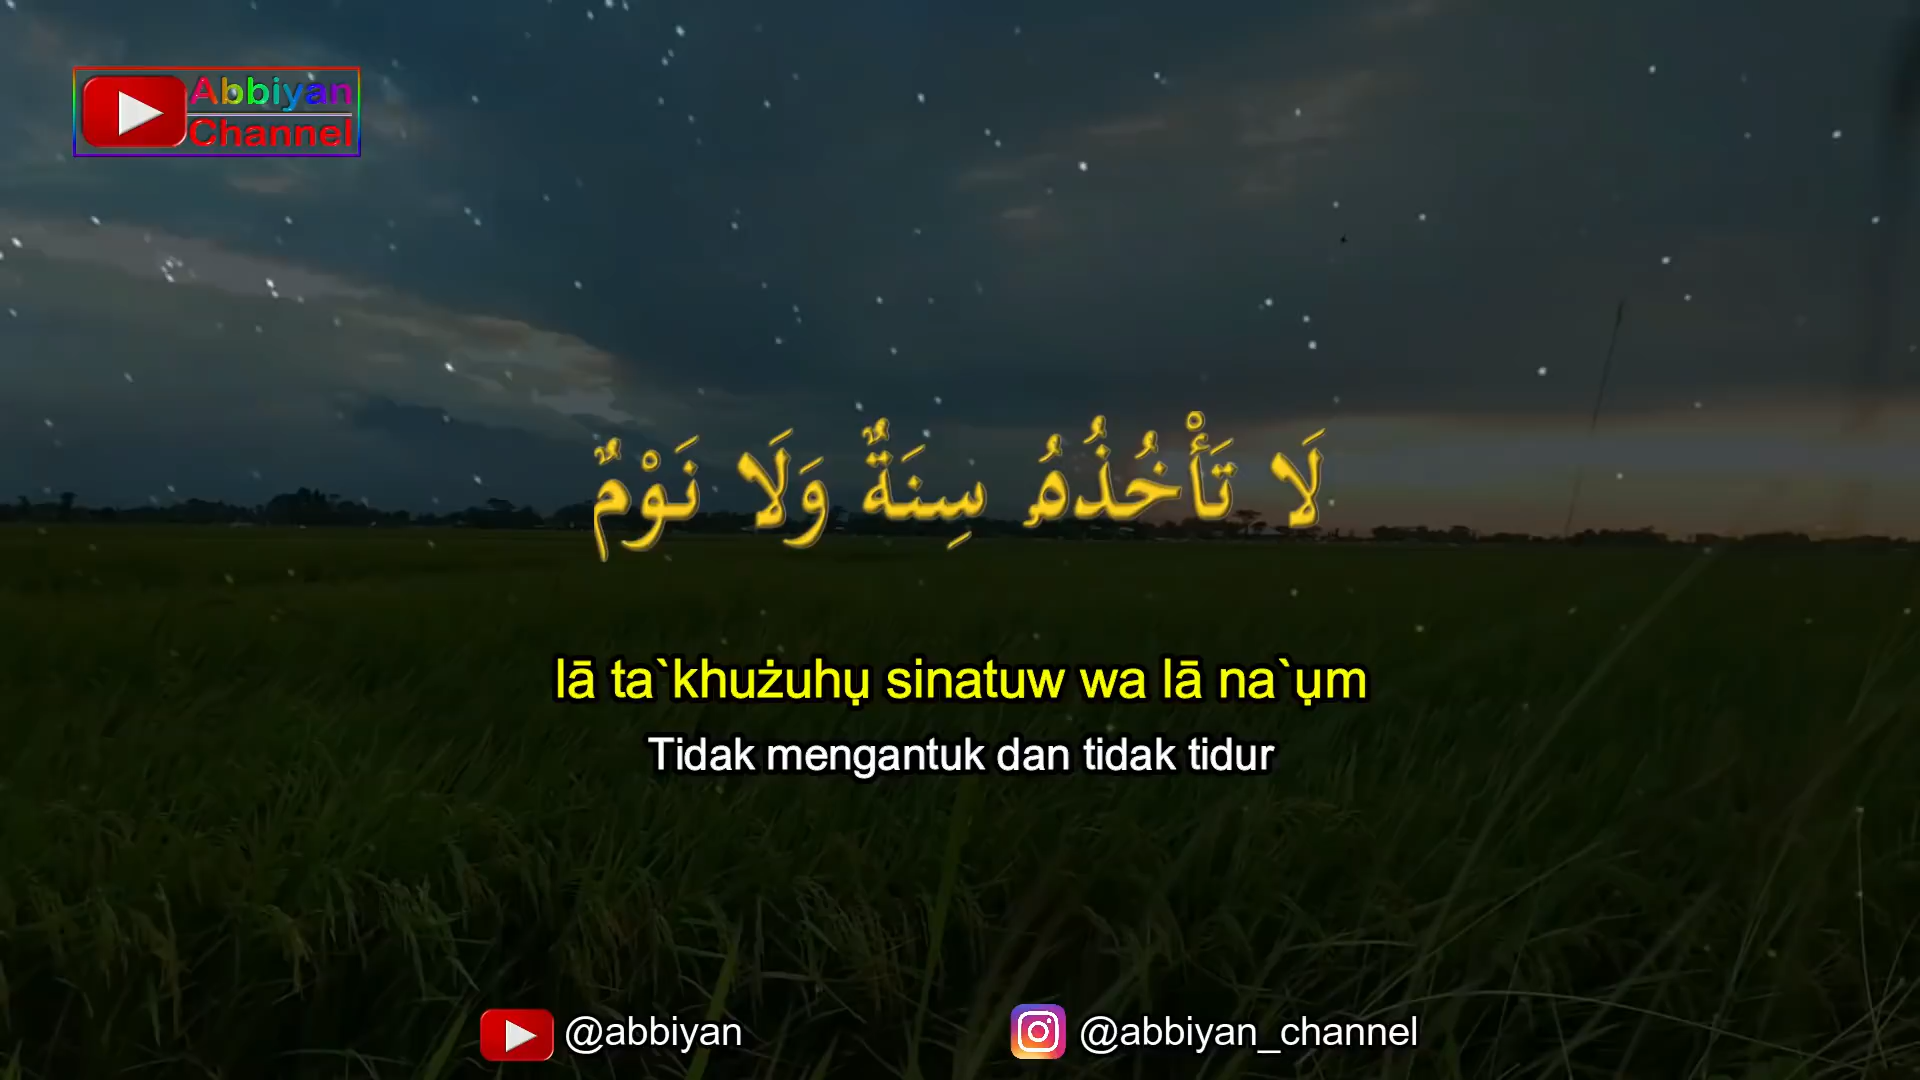 Abbiyan
Channel
لَا تَأْخُذُهُ سِنَةٌ وَلَا نَوْمٌ
lā ta`khużuhụ sinatuw wa lā na`ụm
Tidak mengantuk dan tidak tidur
@abbiyan
@abbiyan_channel